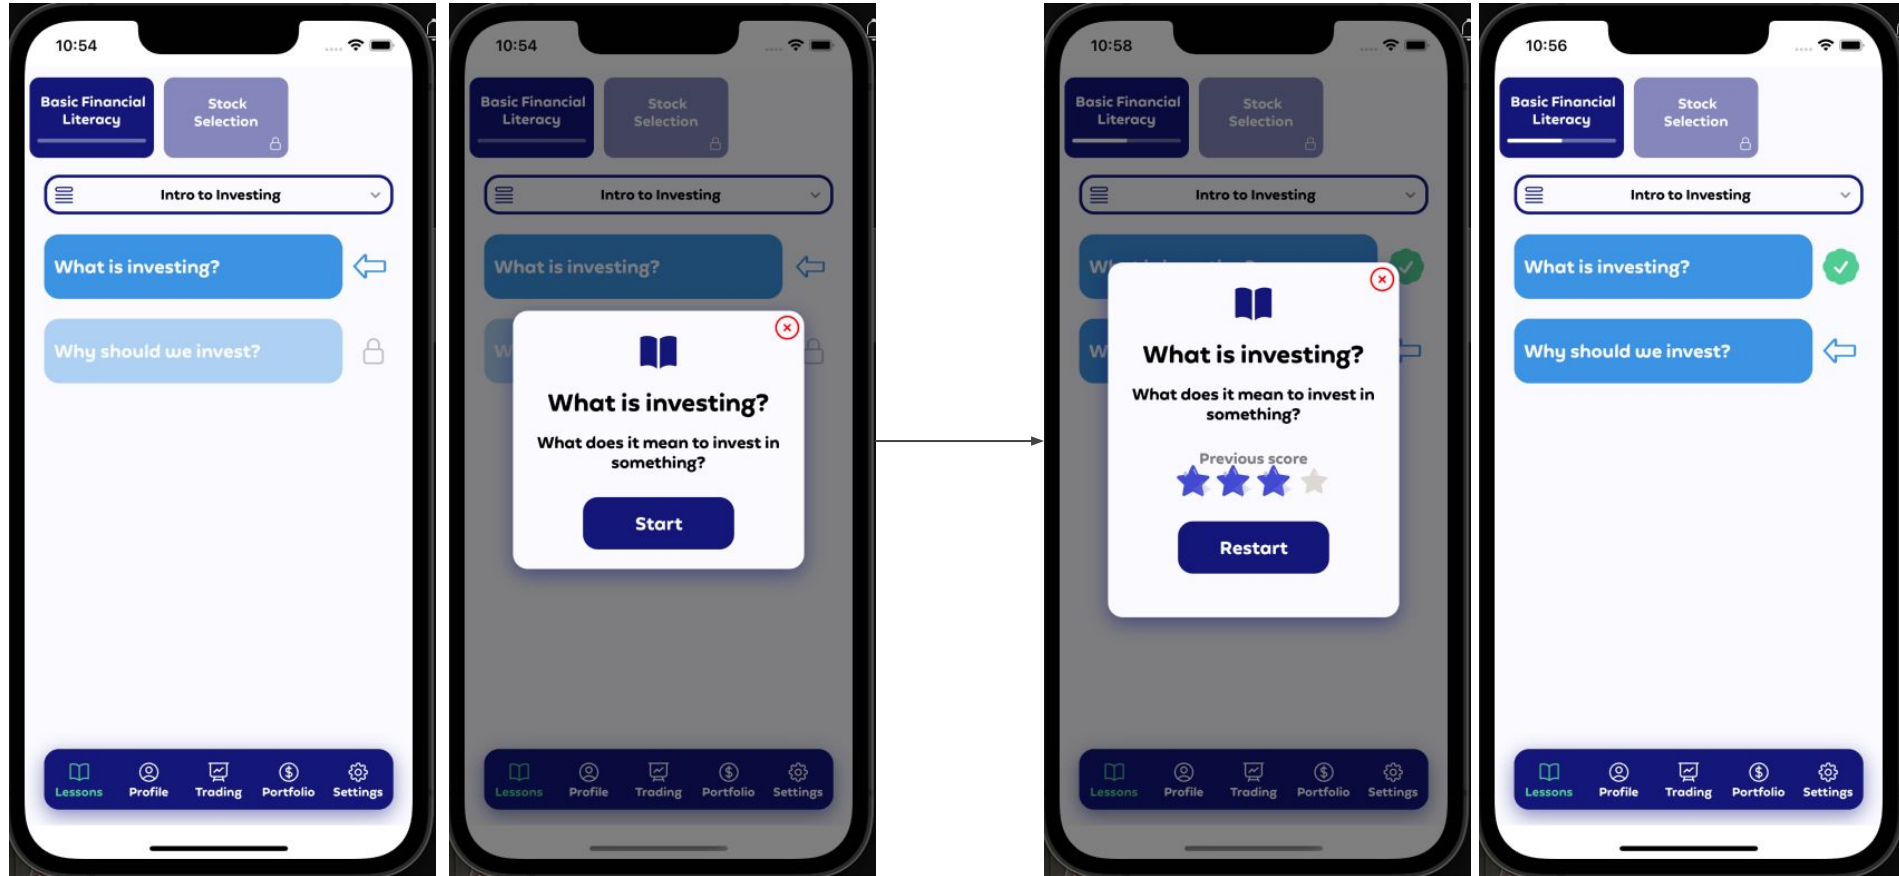 10:54
Basic Financial
Literacy
Stock
Selection
Intro to Investing
What is investing?
Why should we invest?
Lessons Profile Trading Portfolio Settings
10:54
Basic Financial
Literacy
Stock
Selection
Intro to Investing
What is investing?
W
What is investing?
What does it mean to invest in
something?
Start
Lessons Profile Trading Portfolio Settings
10:58
Basic Financial
Literacy
Stock
Selection
Intro to Investing
W
W
What is investing?
What does it mean to invest in
something?
Previous score
Restart
Lessons Profile Trading Portfolio Settings
10:56
Basic Financial
Literacy
Stock
Selection
Intro to Investing
What is investing?
Why should we invest?
Lessons Profile Trading Portfolio Settings